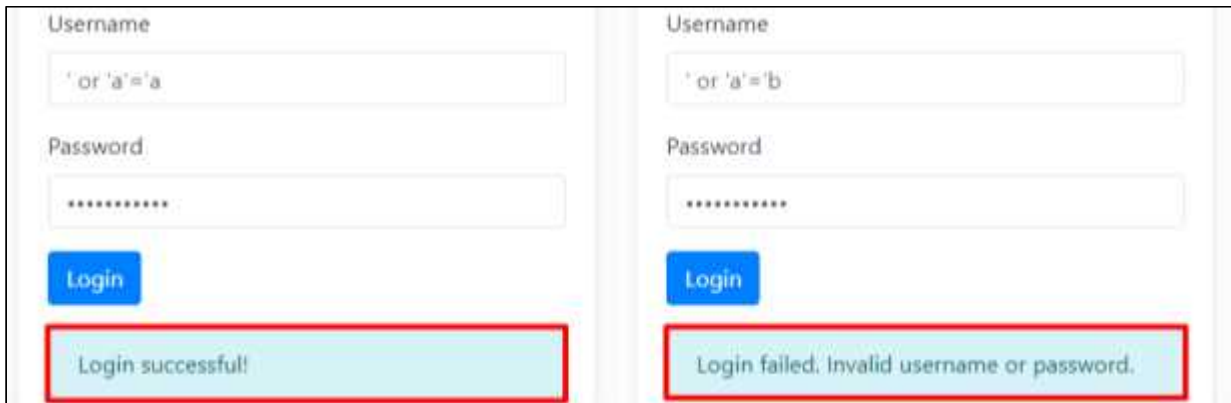 Username
' or 'a'='a
Password
•••••••••••
Login
Login successful!
Username
' or 'a'='b
Password
•••••••••••
Login
Login failed. Invalid username or password.